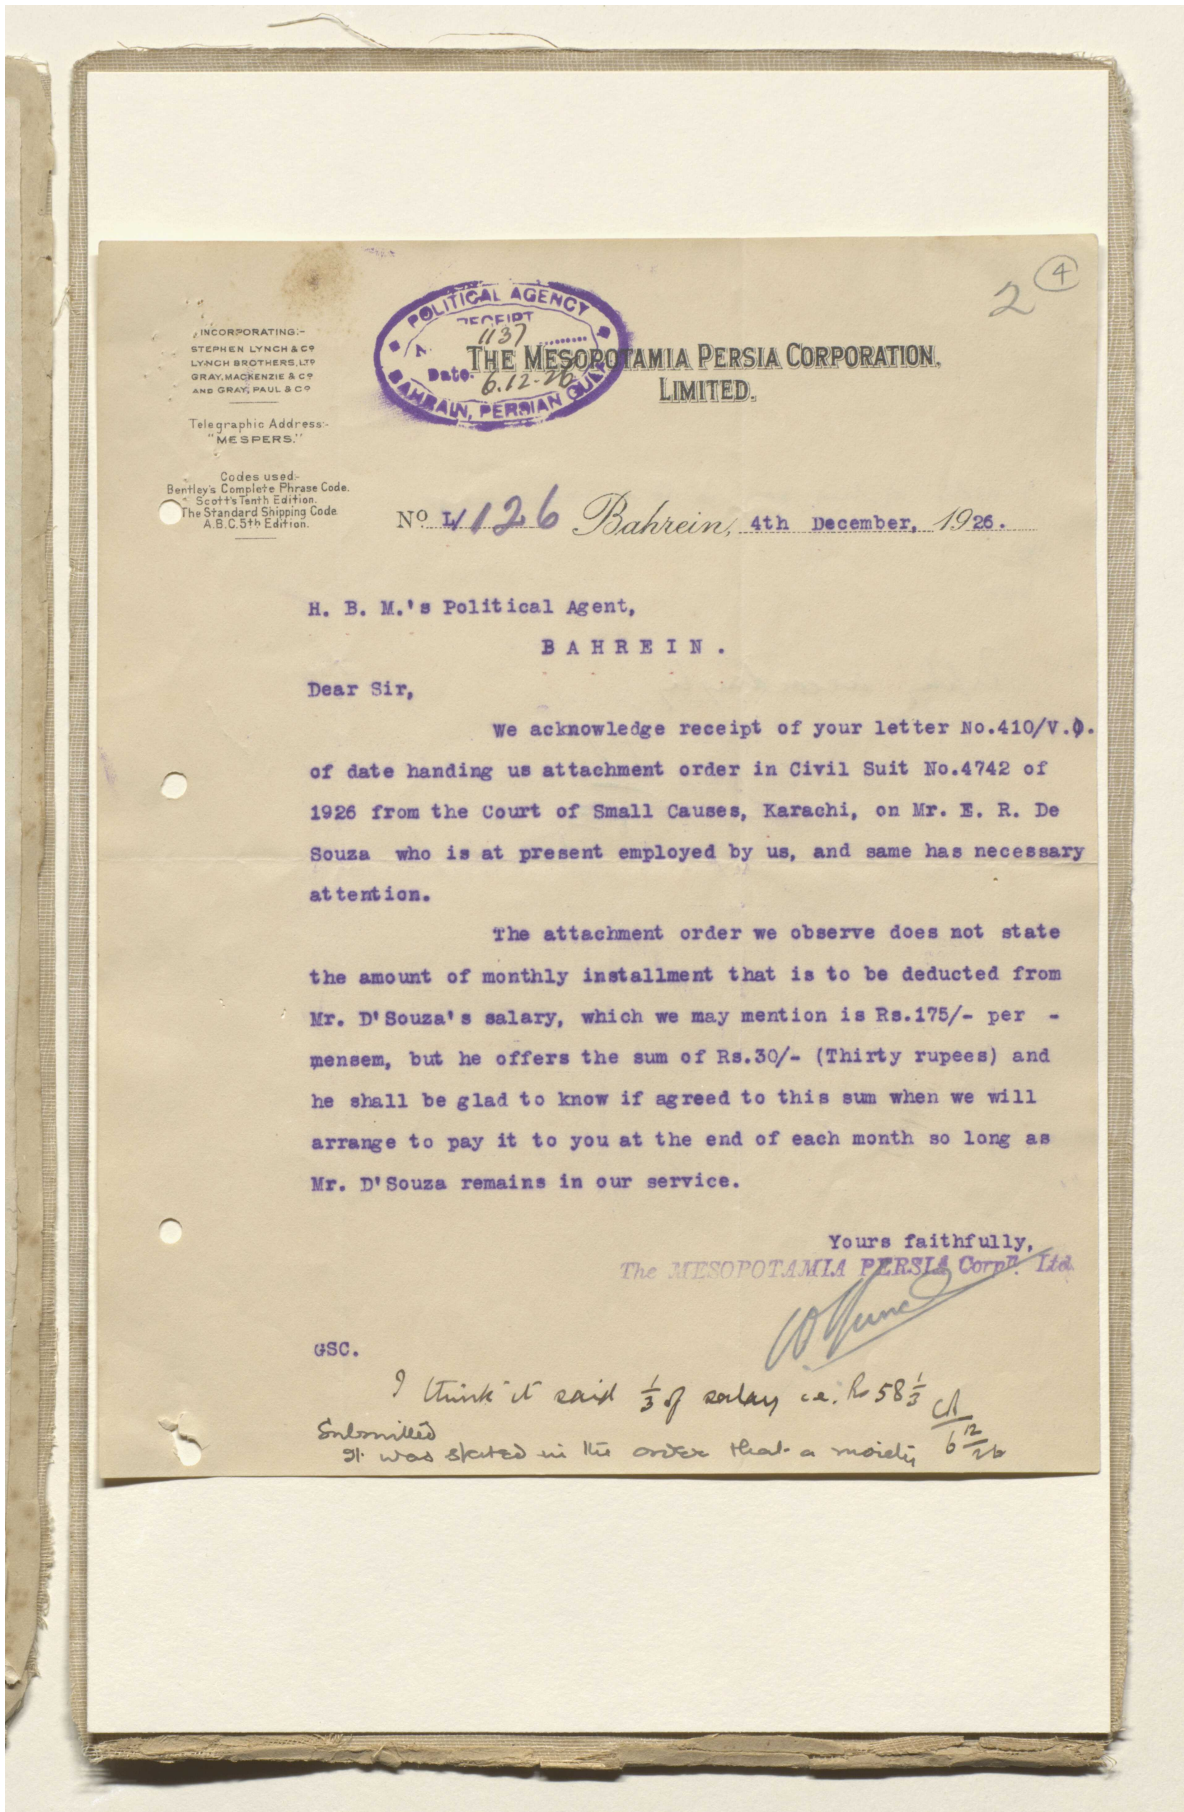 2 4
INCORPORATING:-
STEPHEN LYNCH & Co
LYNCH BROTHERS, LTD
GRAY, MACKENZIE & Co
AND GRAY, PAUL & Co
Telegraphic Address:-
"MESPERS."
Codes used:-
Bentley's Complete Phrase Code.
Scott's Tenth Edition.
The Standard Shipping Code
A.B.C. 5th Edition.
POLITICAL AGENCY
RECEIPT
1137
Date. 6.12.26
BAHRAIN, PERSIAN GULF
THE MESOPOTAMIA PERSIA CORPORATION.
LIMITED.
No L/126 Bahrein, 4th December, 1926.
H. B. M.'s Political Agent,
BAHREIN.
Dear Sir,
We acknowledge receipt of your letter No.410/V.O.
of date handing us attachment order in Civil Suit No.4742 of
1926 from the Court of Small Causes, Karachi, on Mr. E. R. De
Souza who is at present employed by us, and same has necessary
attention.
The attachment order we observe does not state
the amount of monthly installment that is to be deducted from
Mr. D'Souza's salary, which we may mention is Rs.175/- per -
mensem, but he offers the sum of Rs.30/- (Thirty rupees) and
he shall be glad to know if agreed to this sum when we will
arrange to pay it to you at the end of each month so long as
Mr. D'Souza remains in our service.
Yours faithfully,
The MESOPOTAMIA PERSIA Corpn. Ltd.
GSC.
I think it said 1/3 of salary i.e. Rs 58 1/3
6/12/26
Submitted
It was stated in the order that a moiety